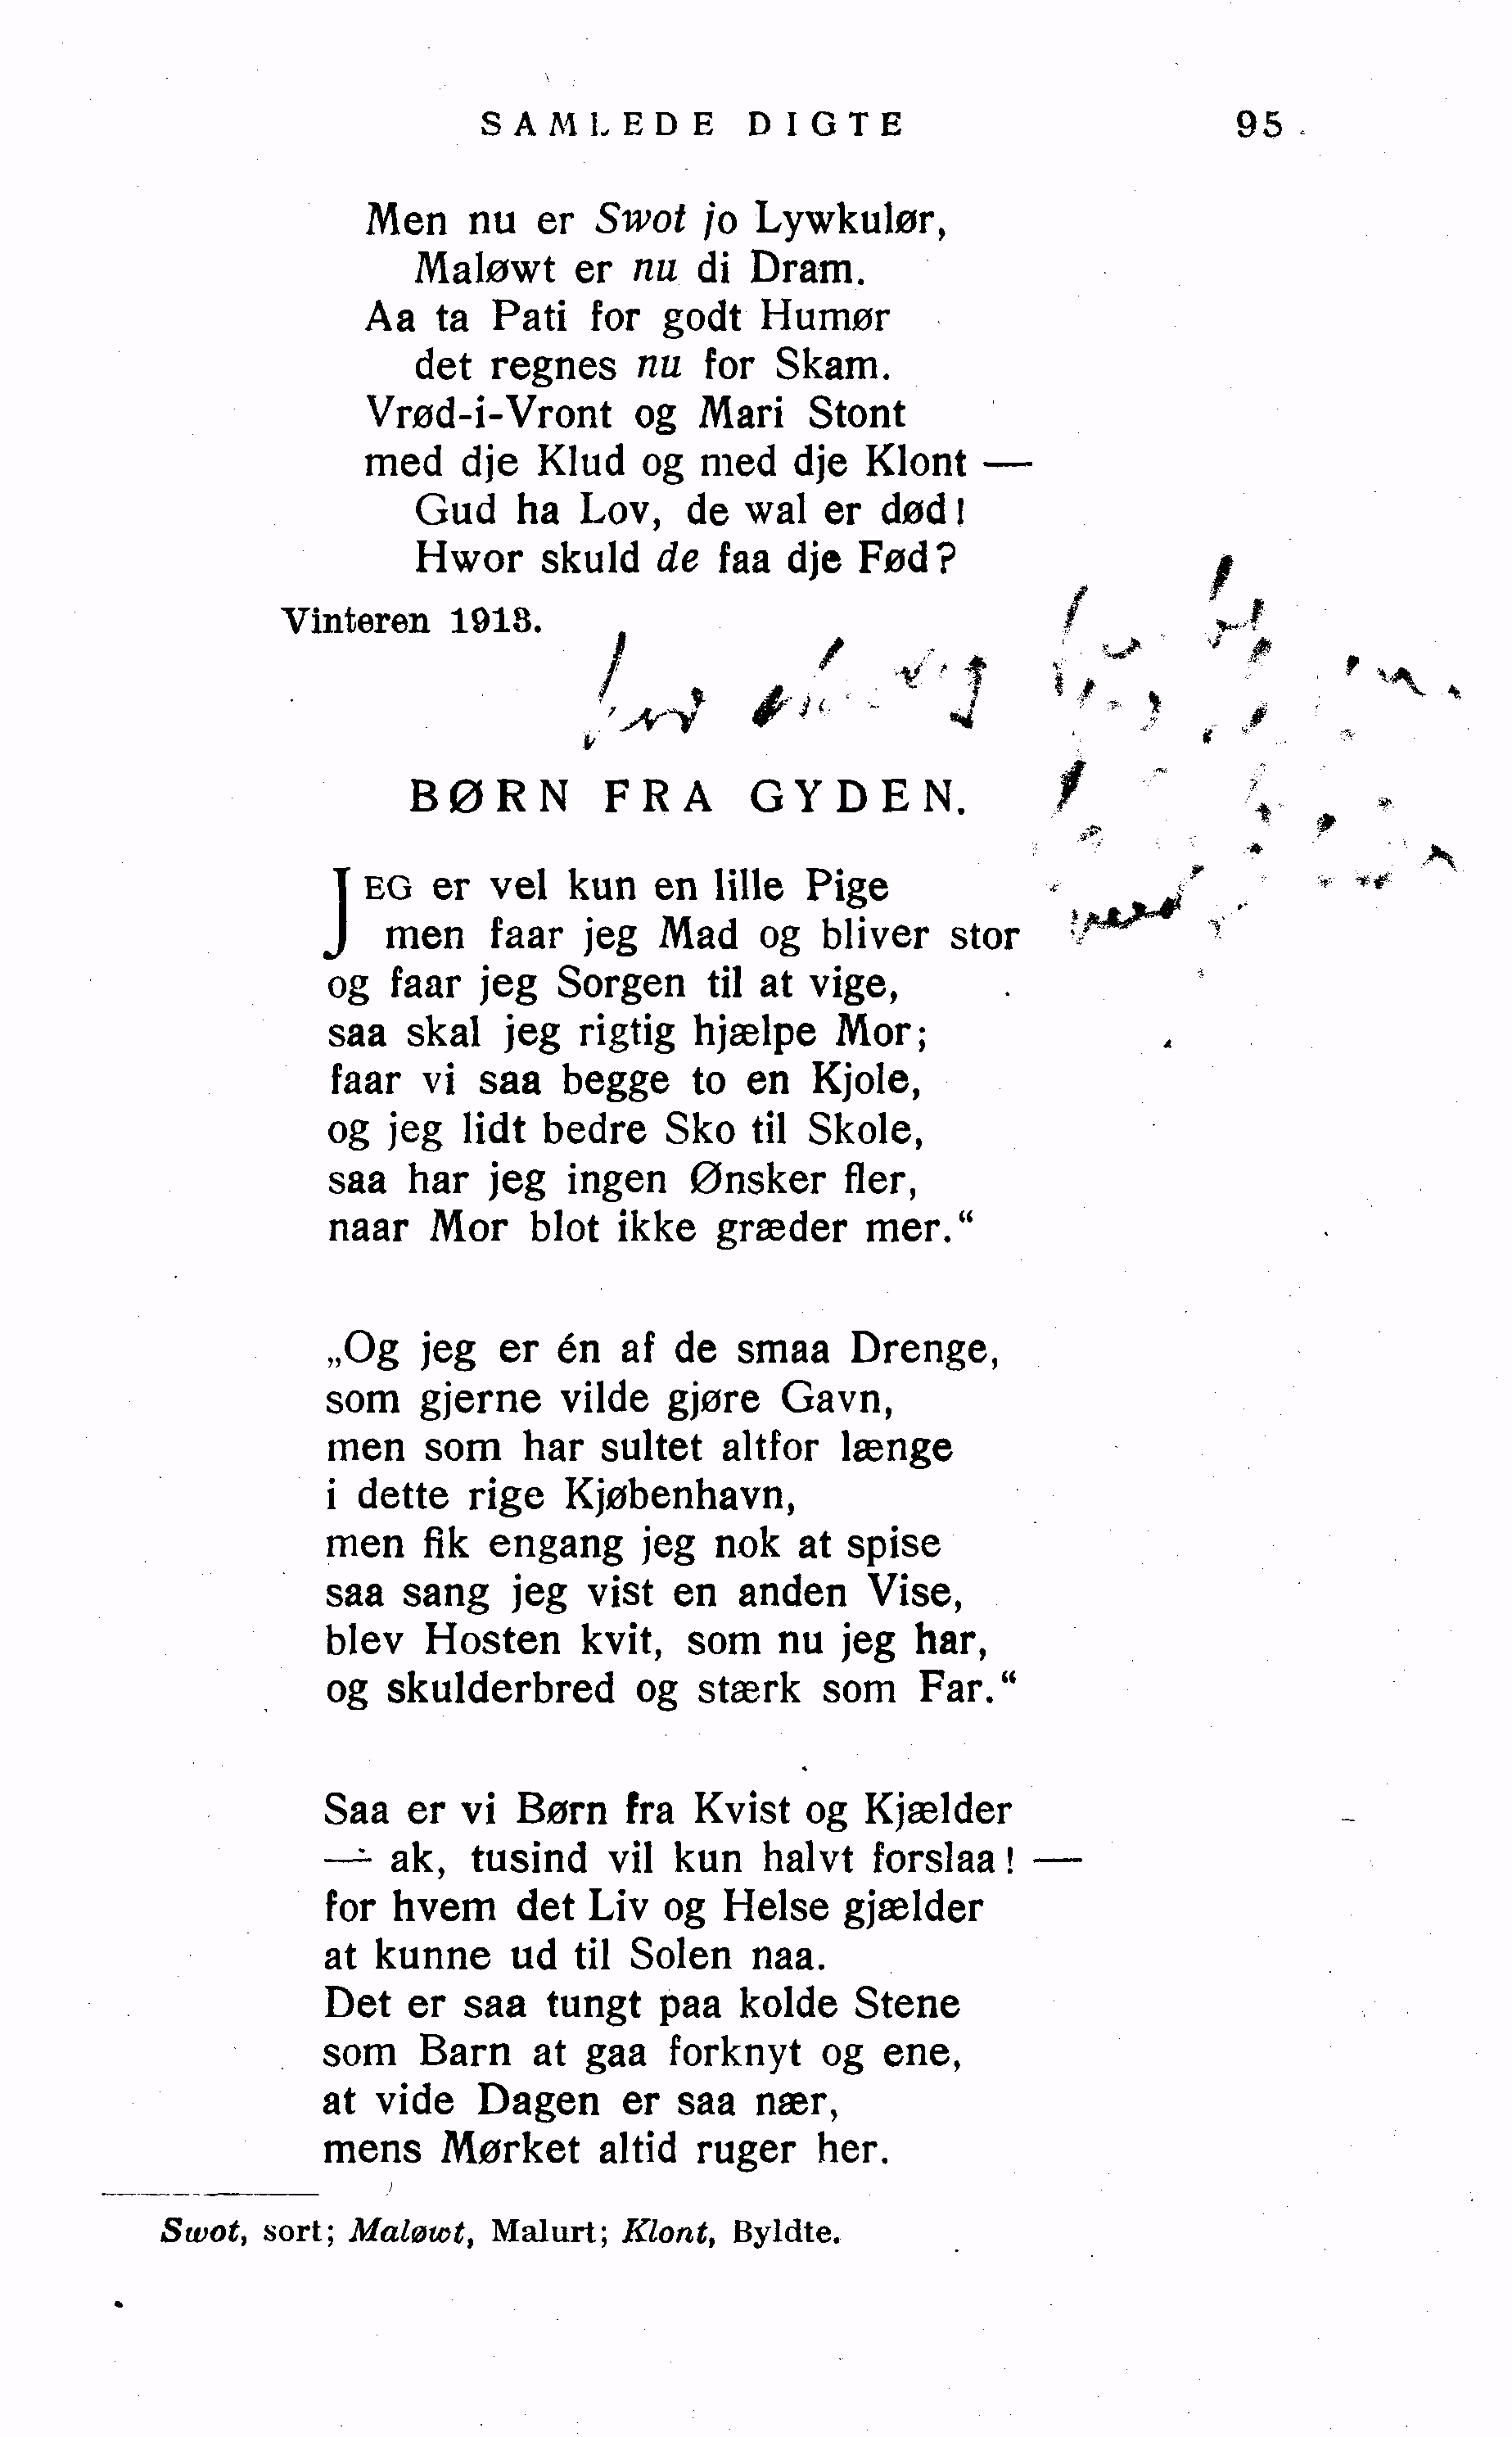 SAMLEDE DIGTE 95
Men nu er Swot jo Lywkulør,
Maløwt er nu di Dram.
Aa ta Pati for godt Humør
det regnes nu for Skam.
Vrød-i-Vront og Mari Stont
med dje Klud og med dje Klont —
Gud ha Lov, de wal er død!
Hwor skuld de faa dje Fød?
Vinteren 1913.
BØRN FRA GYDEN.
JEG er vel kun en lille Pige
men faar jeg Mad og bliver stor
og faar jeg Sorgen til at vige,
saa skal jeg rigtig hjælpe Mor;
faar vi saa begge to en Kjole,
og jeg lidt bedre Sko til Skole,
saa har jeg ingen Ønsker fler,
naar Mor blot ikke græder mer.“
„Og jeg er én af de smaa Drenge,
som gjerne vilde gjøre Gavn,
men som har sultet altfor længe
i dette rige Kjøbenhavn,
men fik engang jeg nok at spise
saa sang jeg vist en anden Vise,
blev Hosten kvit, som nu jeg har,
og skulderbred og stærk som Far.“
Saa er vi Børn fra Kvist og Kjælder
— ak, tusind vil kun halvt forslaa! —
for hvem det Liv og Helse gjælder
at kunne ud til Solen naa.
Det er saa tungt paa kolde Stene
som Barn at gaa forknyt og ene,
at vide Dagen er saa nær,
mens Mørket altid ruger her.
Swot, sort; Maløwt, Malurt; Klont, Byldte.